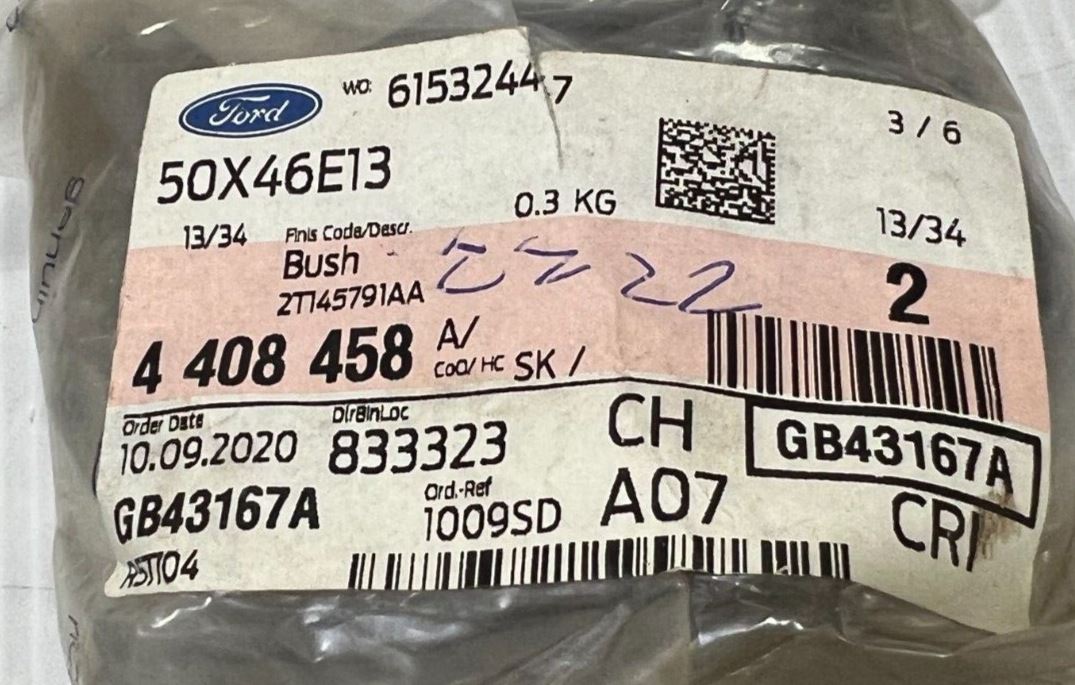 Ford
WO: 61532447
3 / 6
50X46E13
0.3 KG
13/34
13/34
Finis Code/Descr.
Bush
2T145791AA
2
4 408 458
A/
CoO/ HC SK /
Order Date
10.09.2020
DlrBinLoc
833323
CH
GB43167A
GB43167A
Ord.-Ref
1009SD
A07
CRI